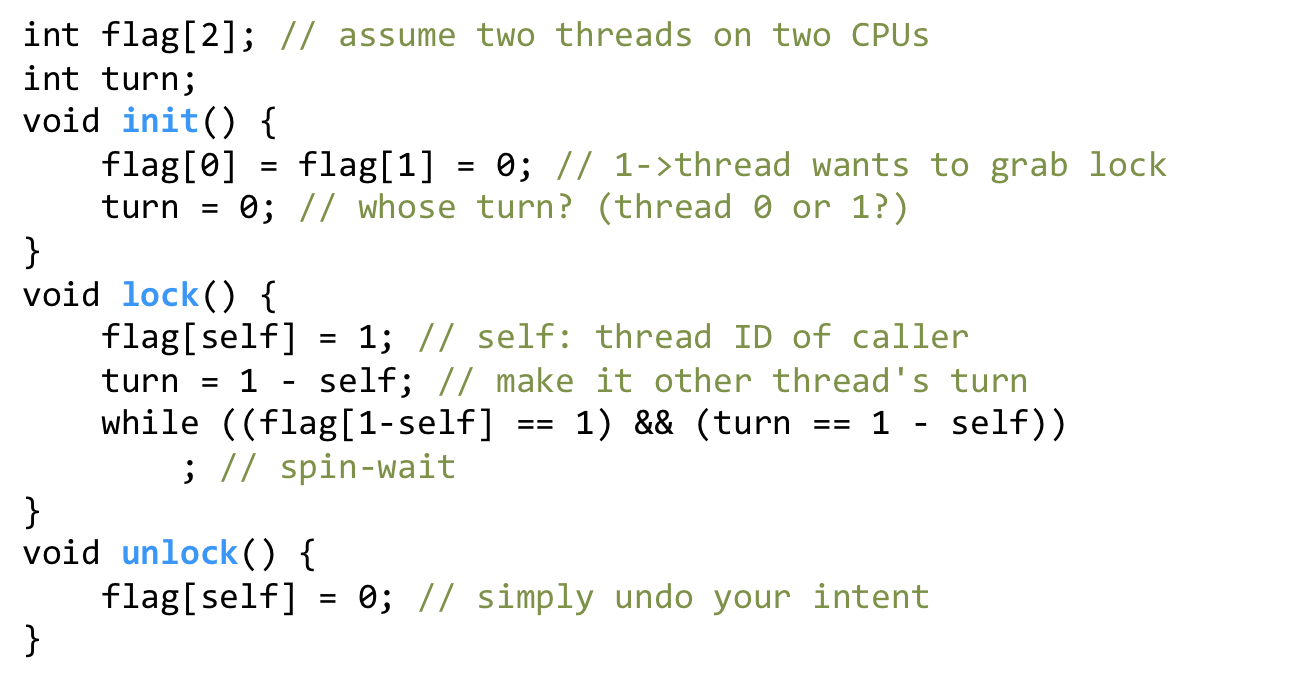 int flag[2]; // assume two threads on two CPUs
int turn;
void init() {
    flag[0] = flag[1] = 0; // 1->thread wants to grab lock
    turn = 0; // whose turn? (thread 0 or 1?)
}
void lock() {
    flag[self] = 1; // self: thread ID of caller
    turn = 1 - self; // make it other thread's turn
    while ((flag[1-self] == 1) && (turn == 1 - self))
        ; // spin-wait
}
void unlock() {
    flag[self] = 0; // simply undo your intent
}